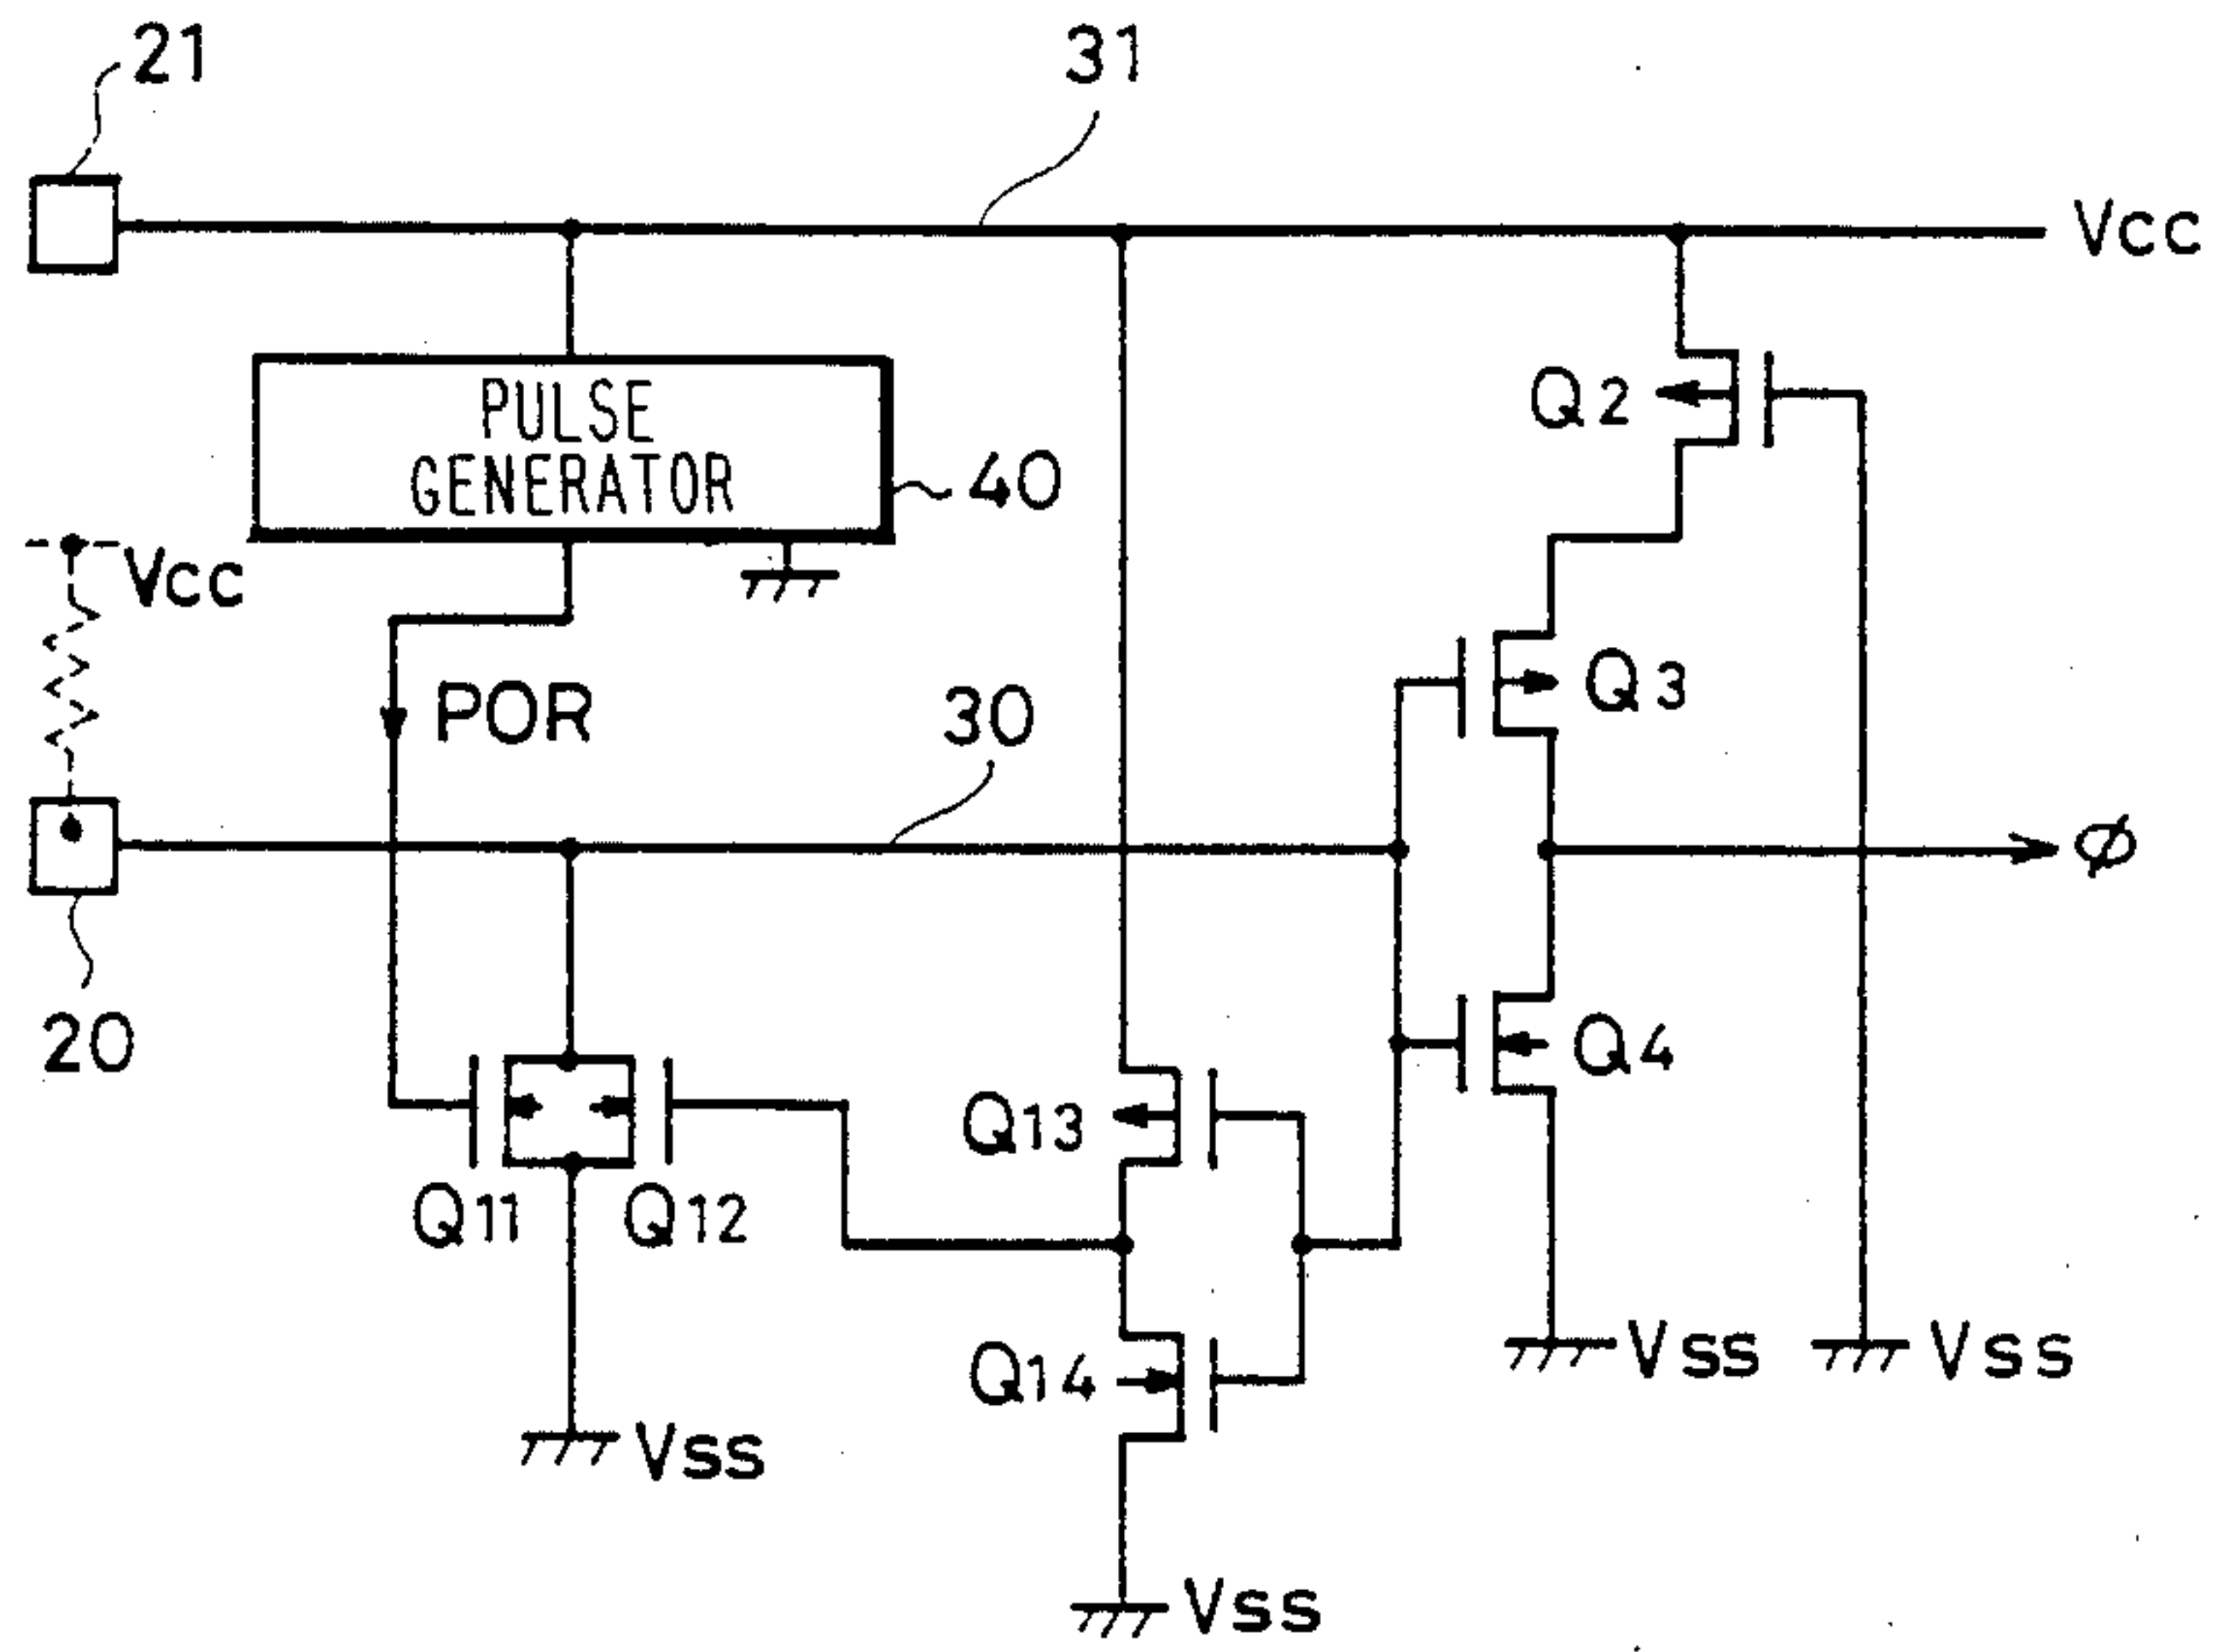 21
31
Vcc
Q2
PULSE
GENERATOR
40
Vcc
POR
30
Q3
ϕ
20
Q4
Q13
Q11
Q12
Q14
Vss
Vss
Vss
Vss